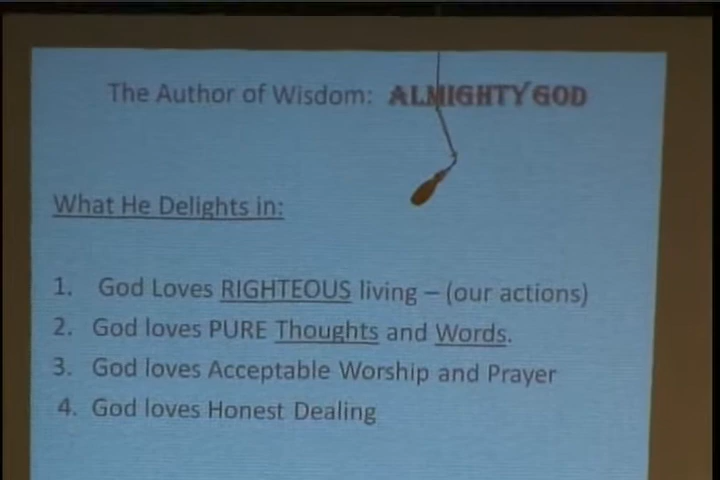 The Author of Wisdom: ALMIGHTY GOD
What He Delights in:
1. God Loves RIGHTEOUS living – (our actions)
2. God loves PURE Thoughts and Words.
3. God loves Acceptable Worship and Prayer
4. God loves Honest Dealing